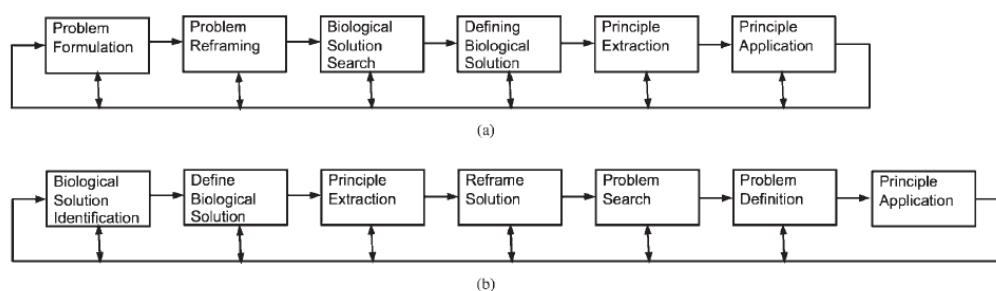 Problem
Formulation
Problem
Reframing
Biological
Solution
Search
Defining
Biological
Solution
Principle
Extraction
Principle
Application
(a)
Biological
Solution
Identification
Define
Biological
Solution
Principle
Extraction
Reframe
Solution
Problem
Search
Problem
Definition
Principle
Application
(b)